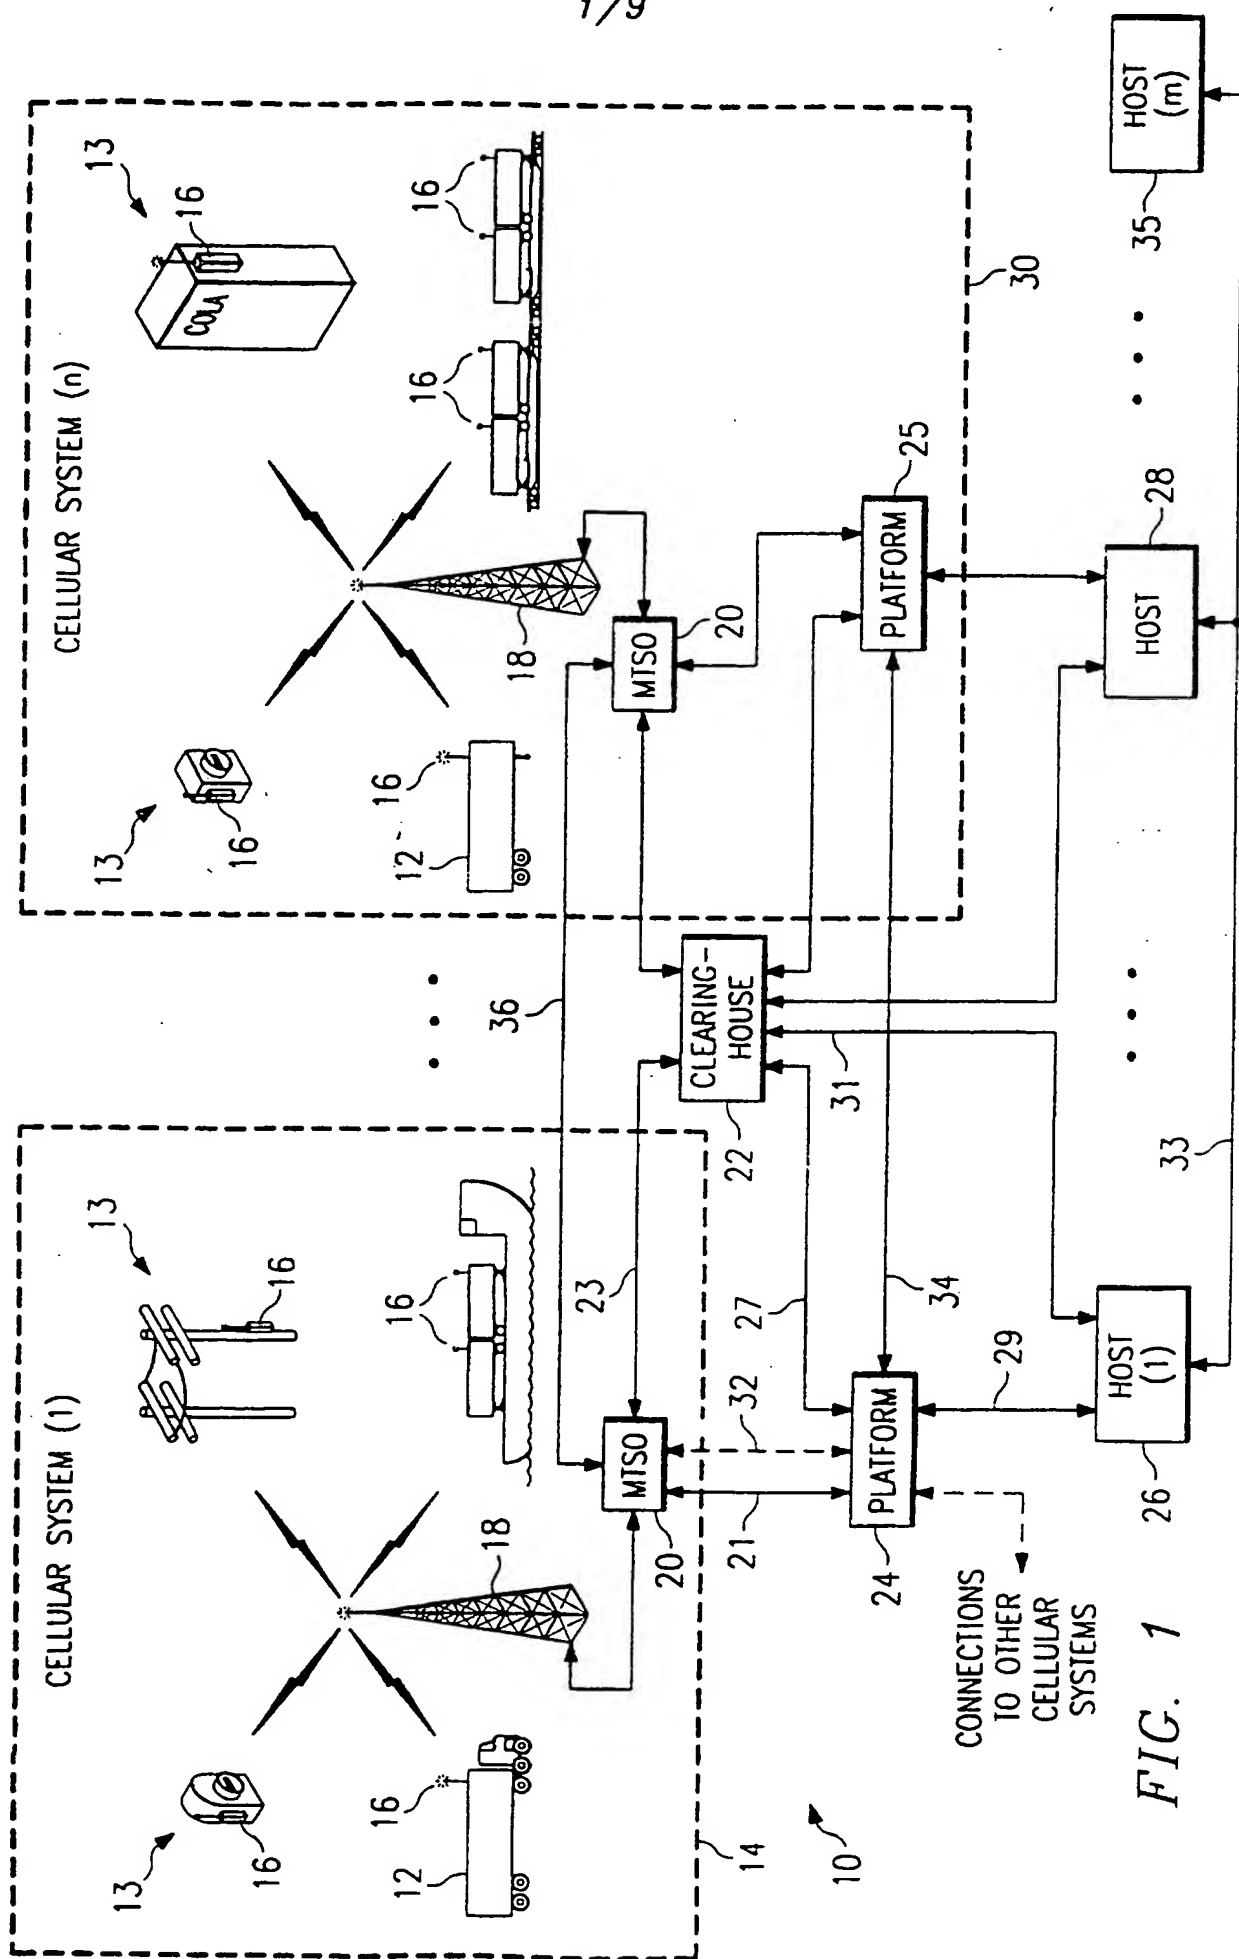 1/9
CELLULAR SYSTEM (1)
13
16
13
16
12
16
18
16
20
14
10
CELLULAR SYSTEM (n)
13
16
13
16
COLA
12
16
18
16
16
20
30
36
23
CLEARING-
HOUSE
22
MTSO
MTSO
21
32
27
31
34
PLATFORM
24
PLATFORM
25
29
CONNECTIONS
TO OTHER
CELLULAR
SYSTEMS
HOST
(1)
26
HOST
28
HOST
(m)
35
33
FIG. 1